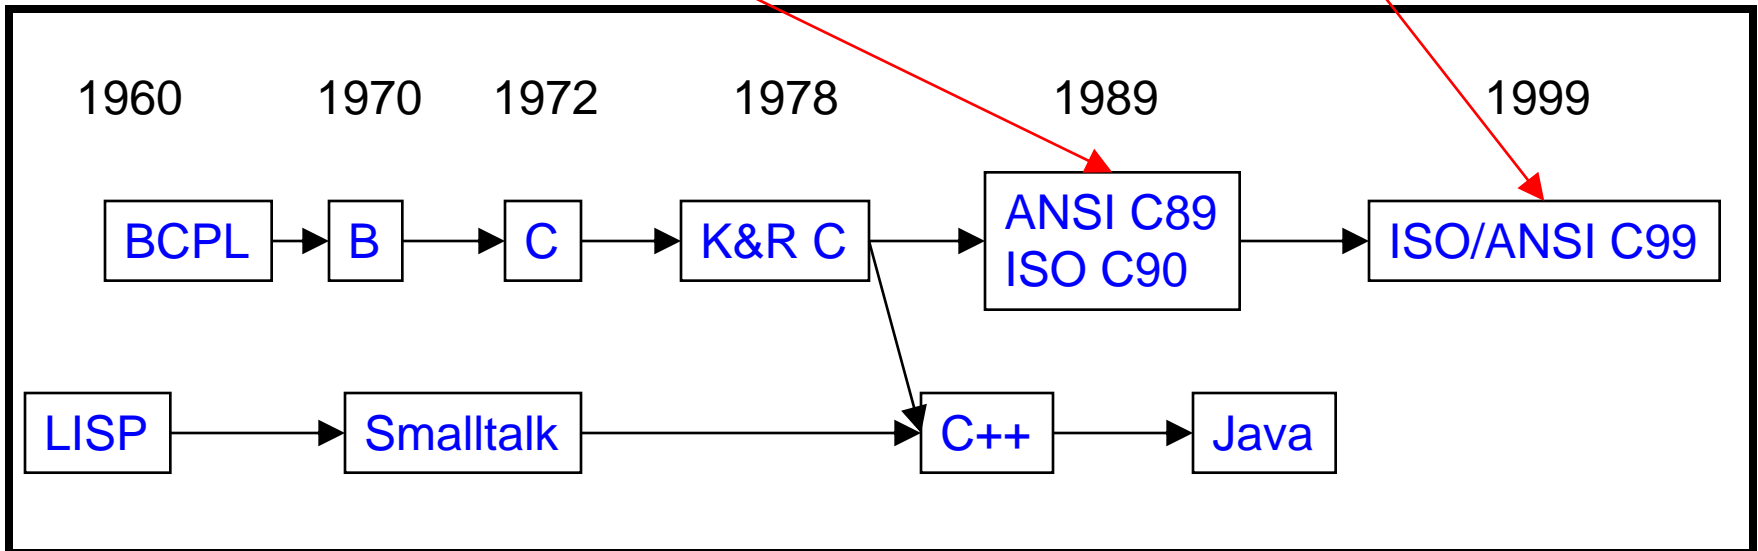 1960 1970 1972 1978 1989 1999
BCPL B C K&R C ANSI C89 ISO/ANSI C99
ISO C90
LISP Smalltalk C++ Java